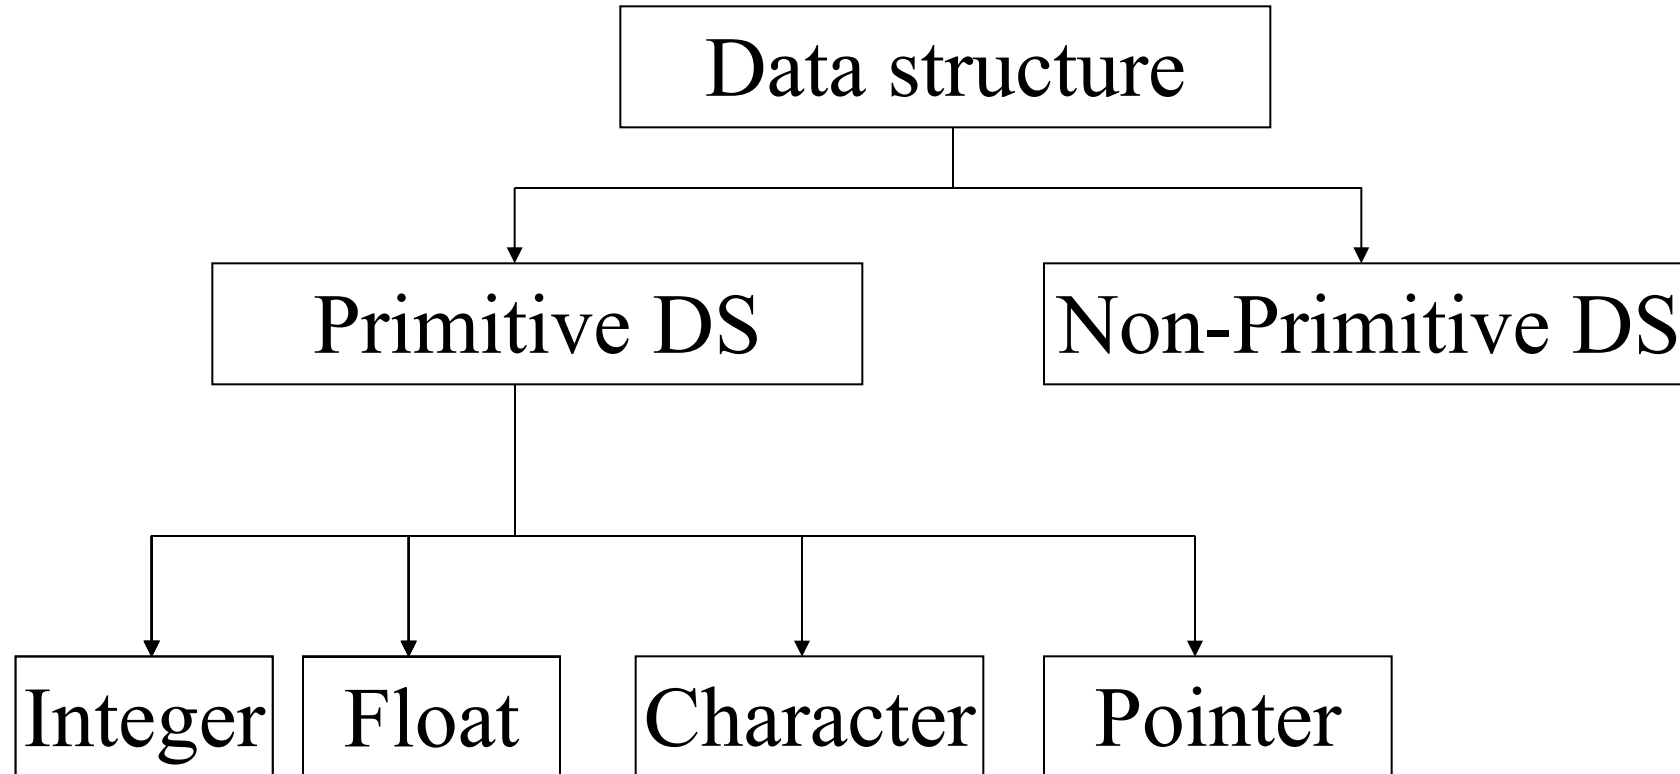 Data structure
Primitive DS
Non-Primitive DS
Integer
Float
Character
Pointer